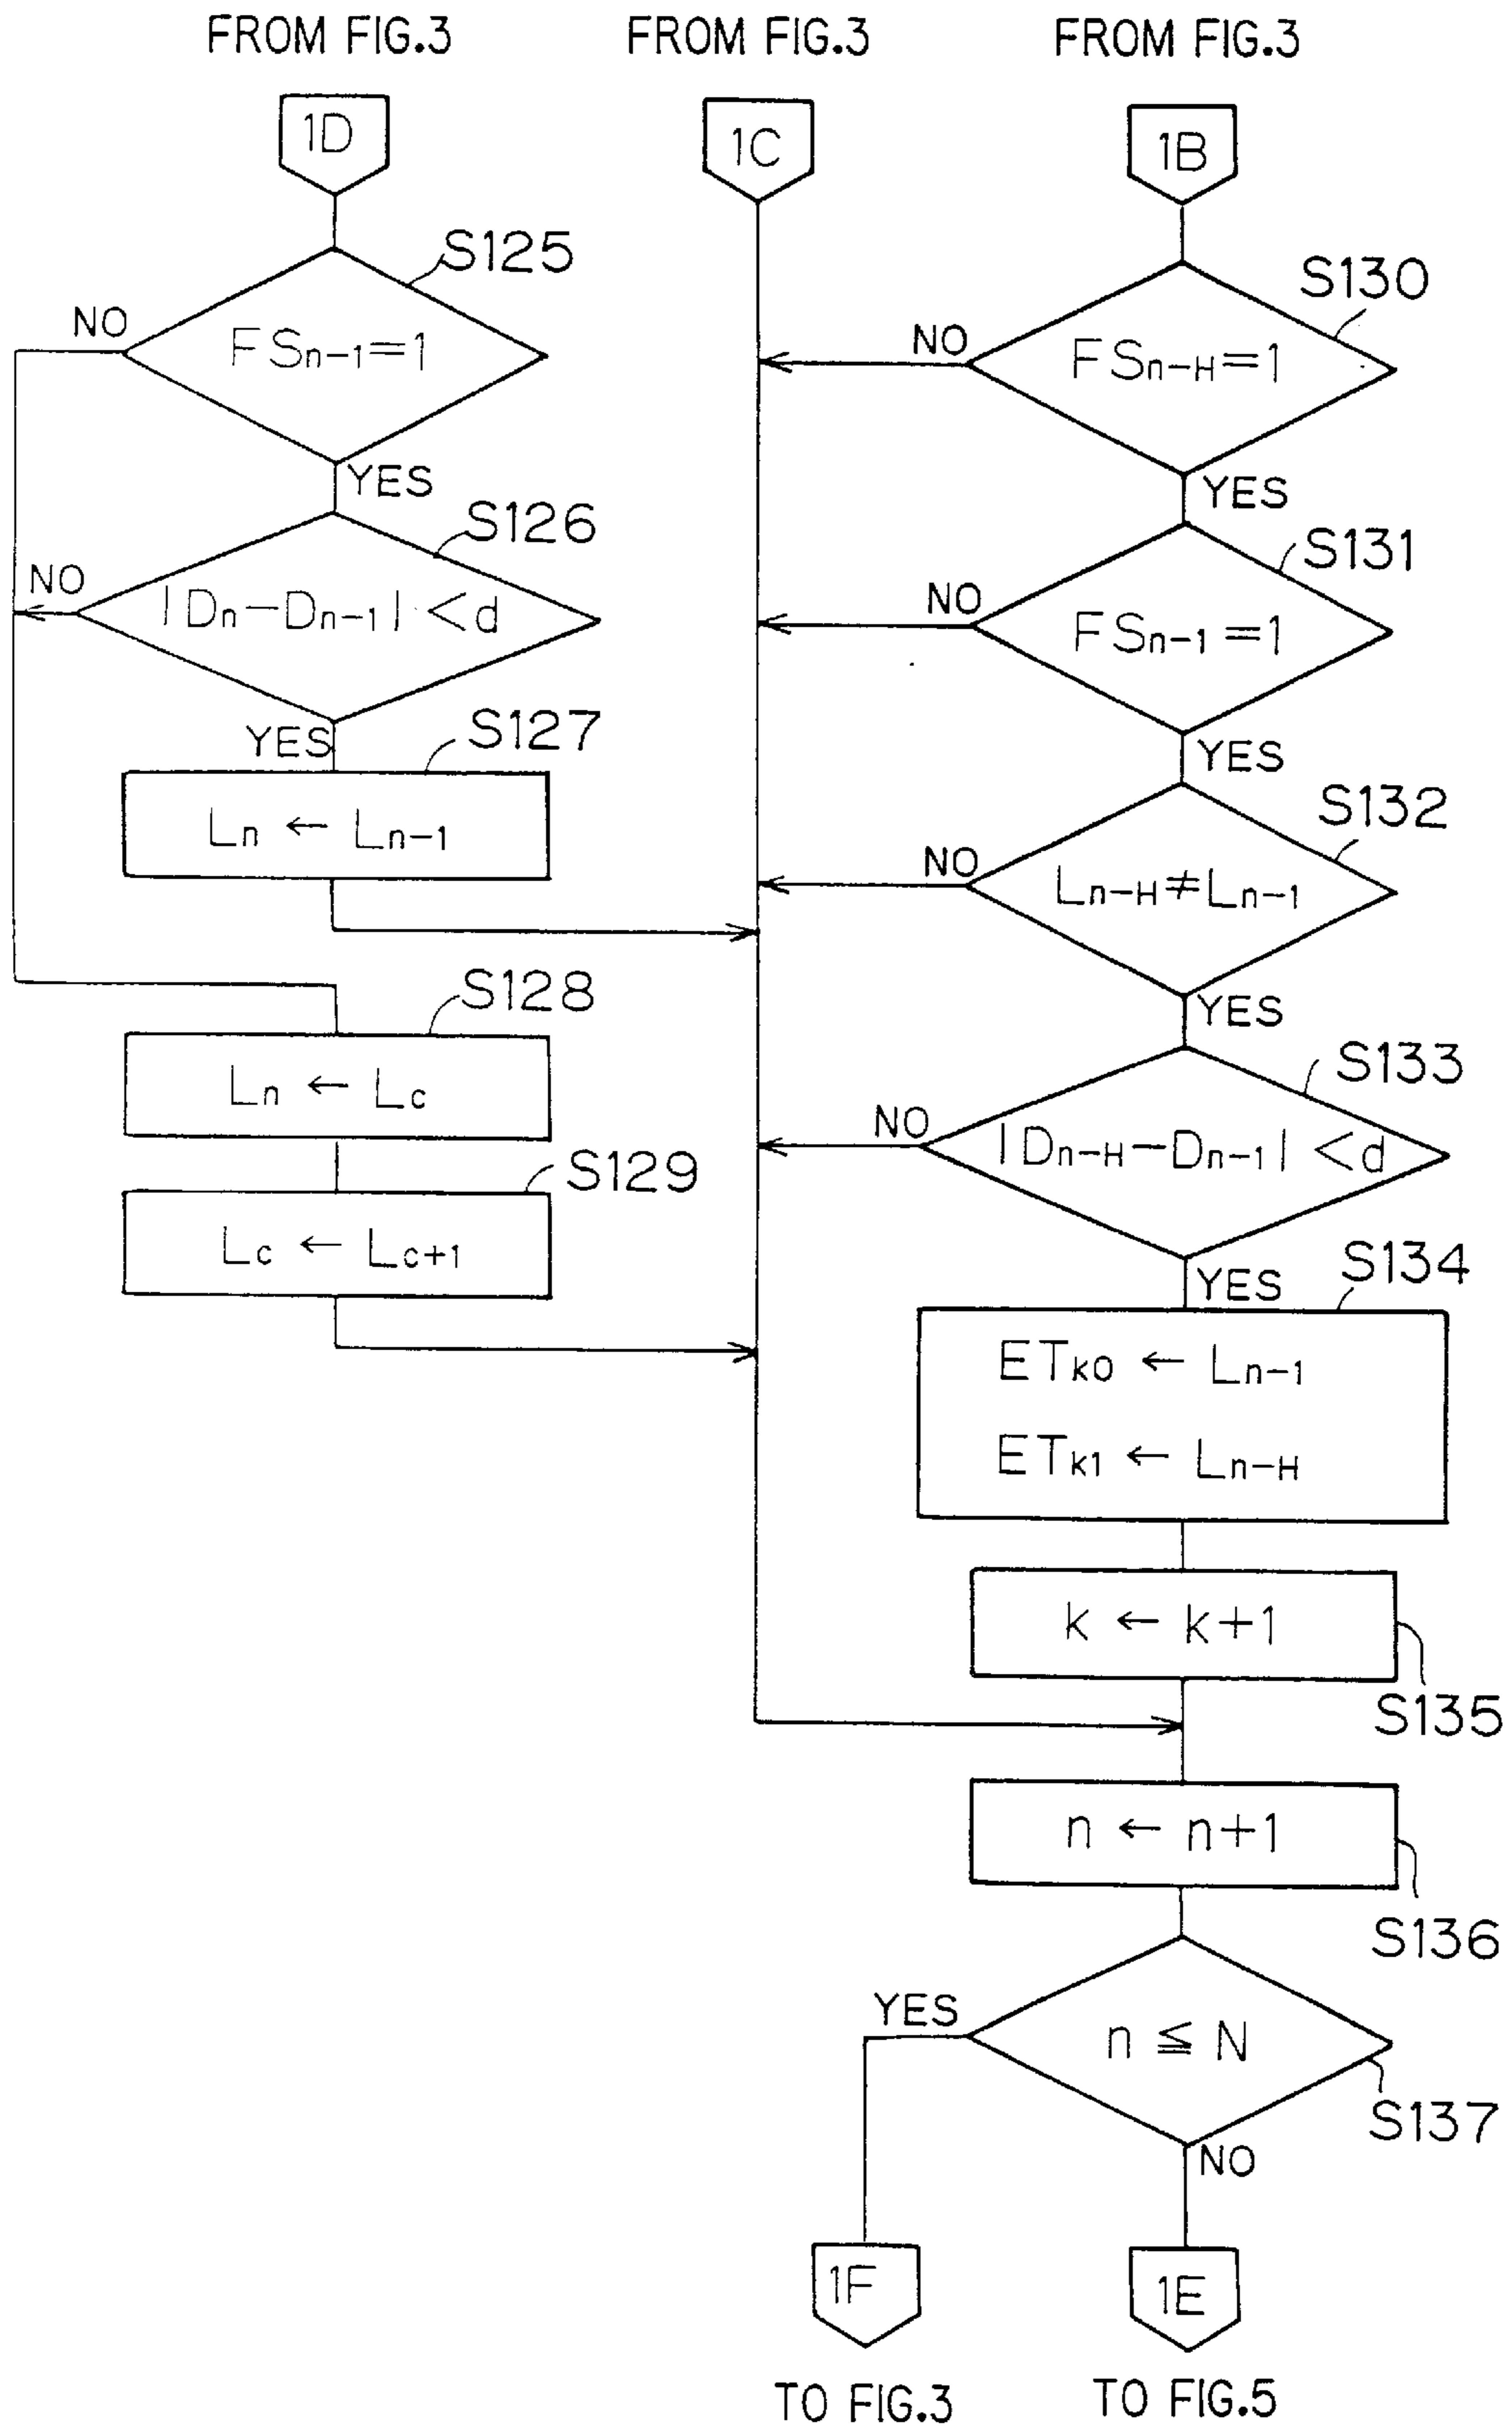 FROM FIG.3
FROM FIG.3
FROM FIG.3
1D
1C
1B
S125
NO
FSn-1=1
YES
S126
NO
|Dn-Dn-1|<d
YES
S127
Ln ← Ln-1
S128
Ln ← Lc
S129
Lc ← Lc+1
S130
NO
FSn-H=1
YES
S131
NO
FSn-1=1
YES
S132
NO
Ln-H≠Ln-1
YES
S133
NO
|Dn-H-Dn-1|<d
YES
S134
ETk0 ← Ln-1
ETk1 ← Ln-H
k ← k+1
S135
n ← n+1
S136
YES
n ≦ N
S137
NO
1F
1E
TO FIG.3
TO FIG.5